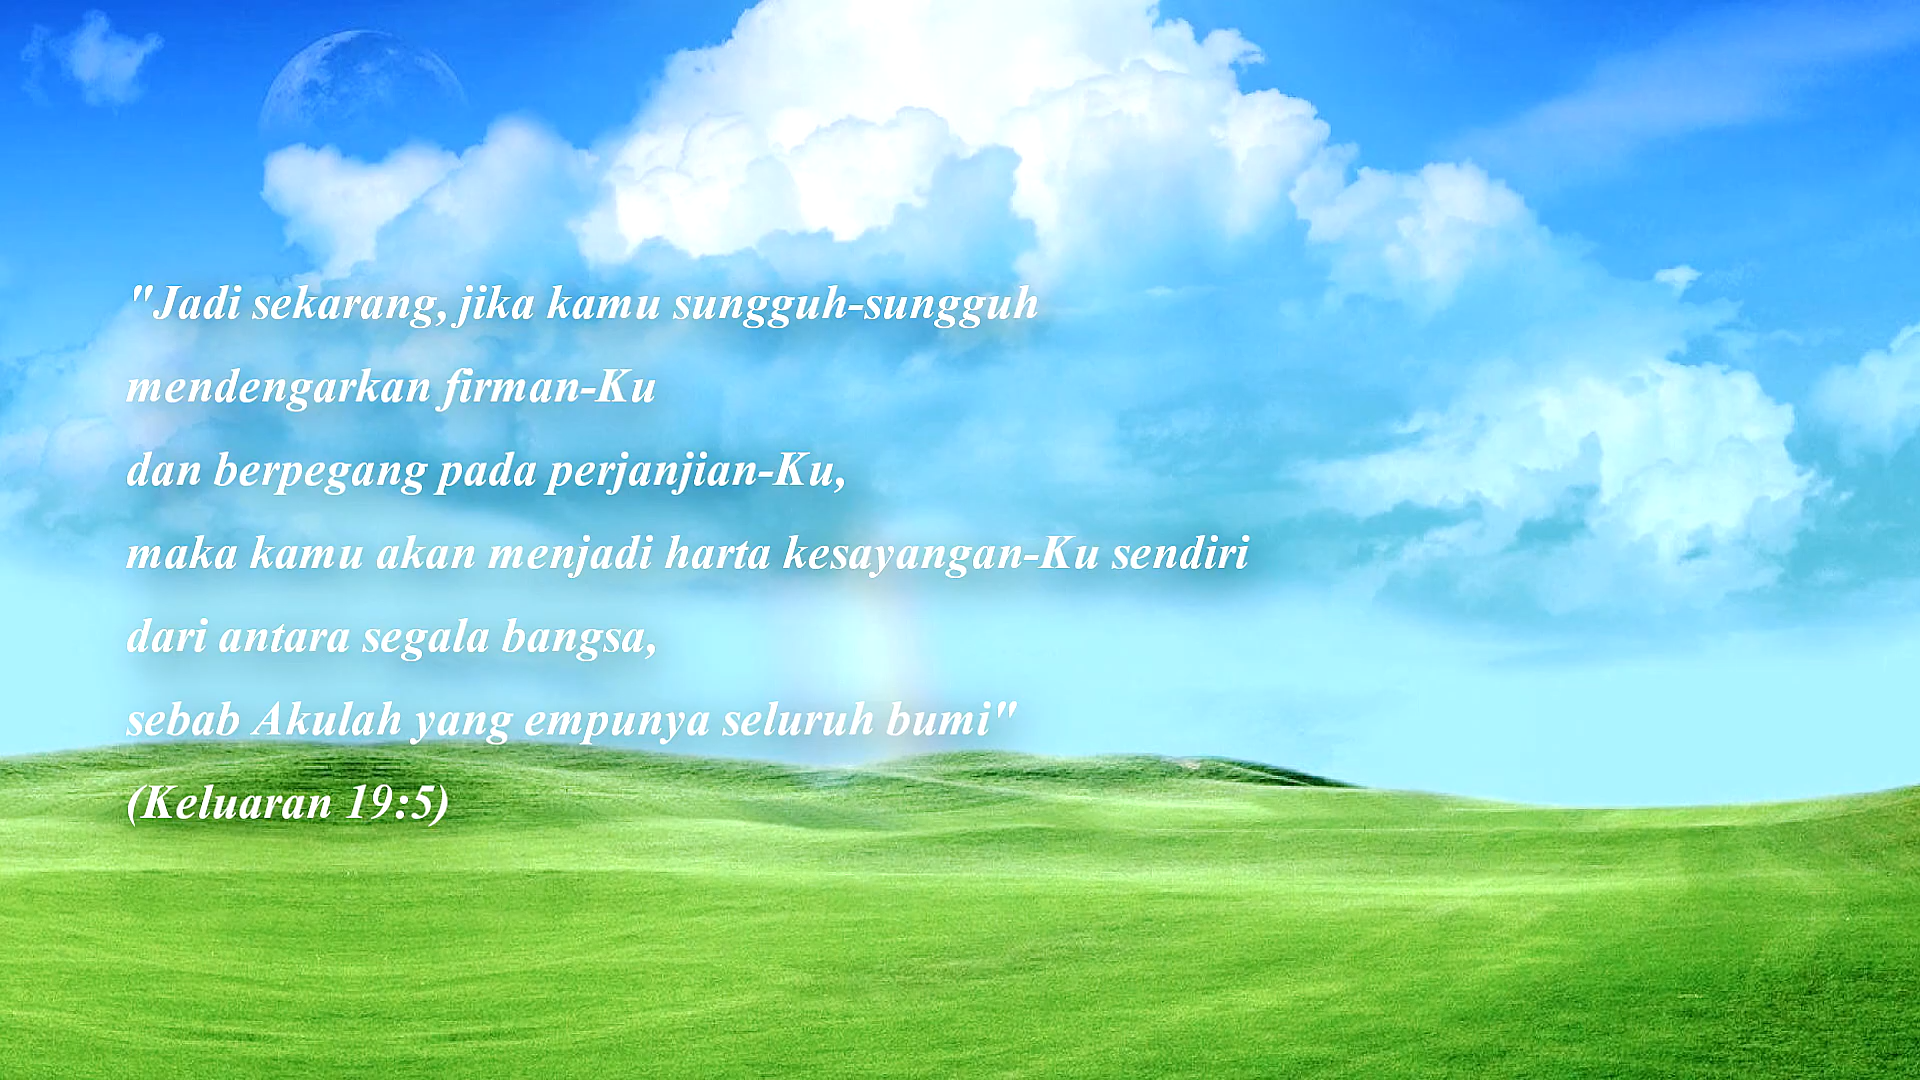 "Jadi sekarang, jika kamu sungguh-sungguh
mendengarkan firman-Ku
dan berpegang pada perjanjian-Ku,
maka kamu akan menjadi harta kesayangan-Ku sendiri
dari antara segala bangsa,
sebab Akulah yang empunya seluruh bumi"
(Keluaran 19:5)